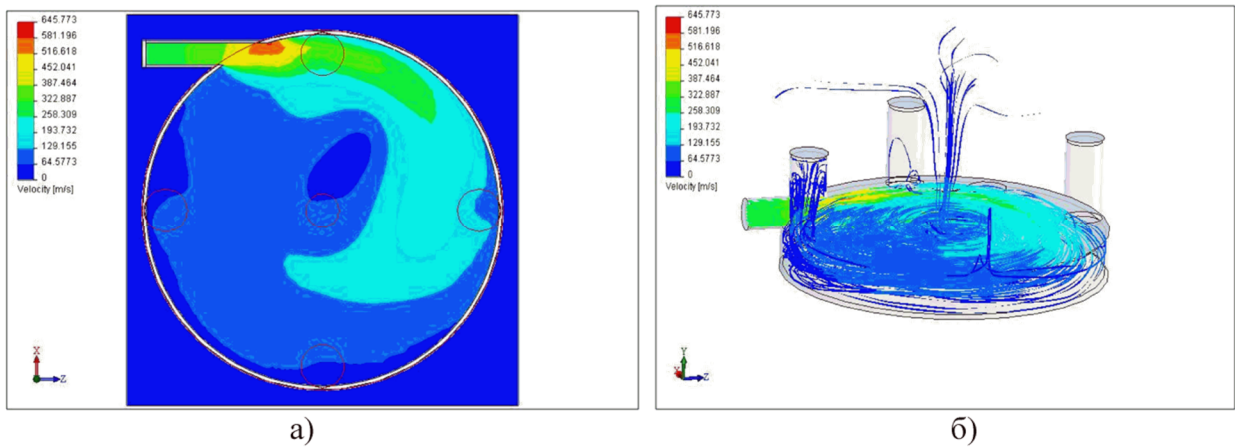 645.773
581.196
516.618
452.041
387.464
322.887
258.309
193.732
129.155
64.5773
0
Velocity [m/s]
X
Z
а)
645.773
581.196
516.618
452.041
387.464
322.887
258.309
193.732
129.155
64.5773
0
Velocity [m/s]
Y
X
Z
б)